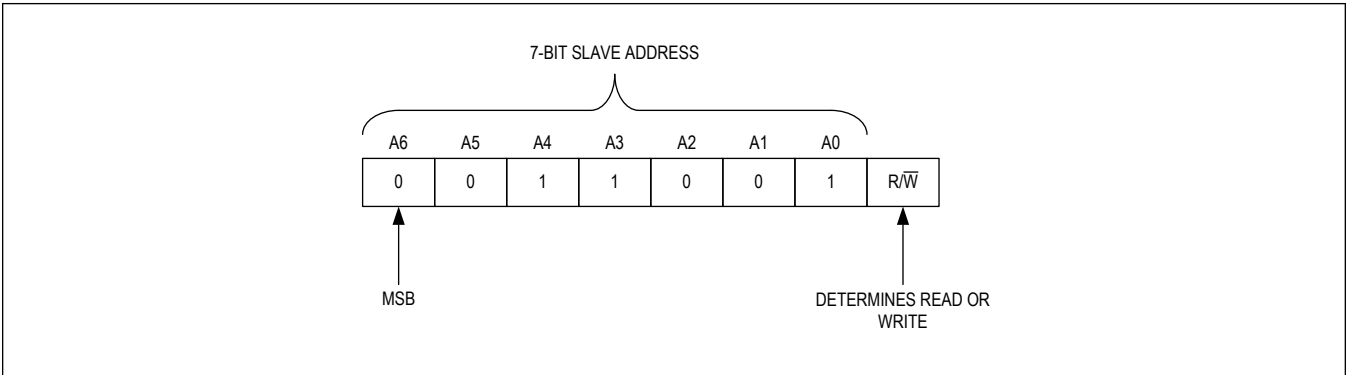 7-BIT SLAVE ADDRESS
A6 A5 A4 A3 A2 A1 A0
0 0 1 1 0 0 1 R/W̅
MSB
DETERMINES READ OR
WRITE